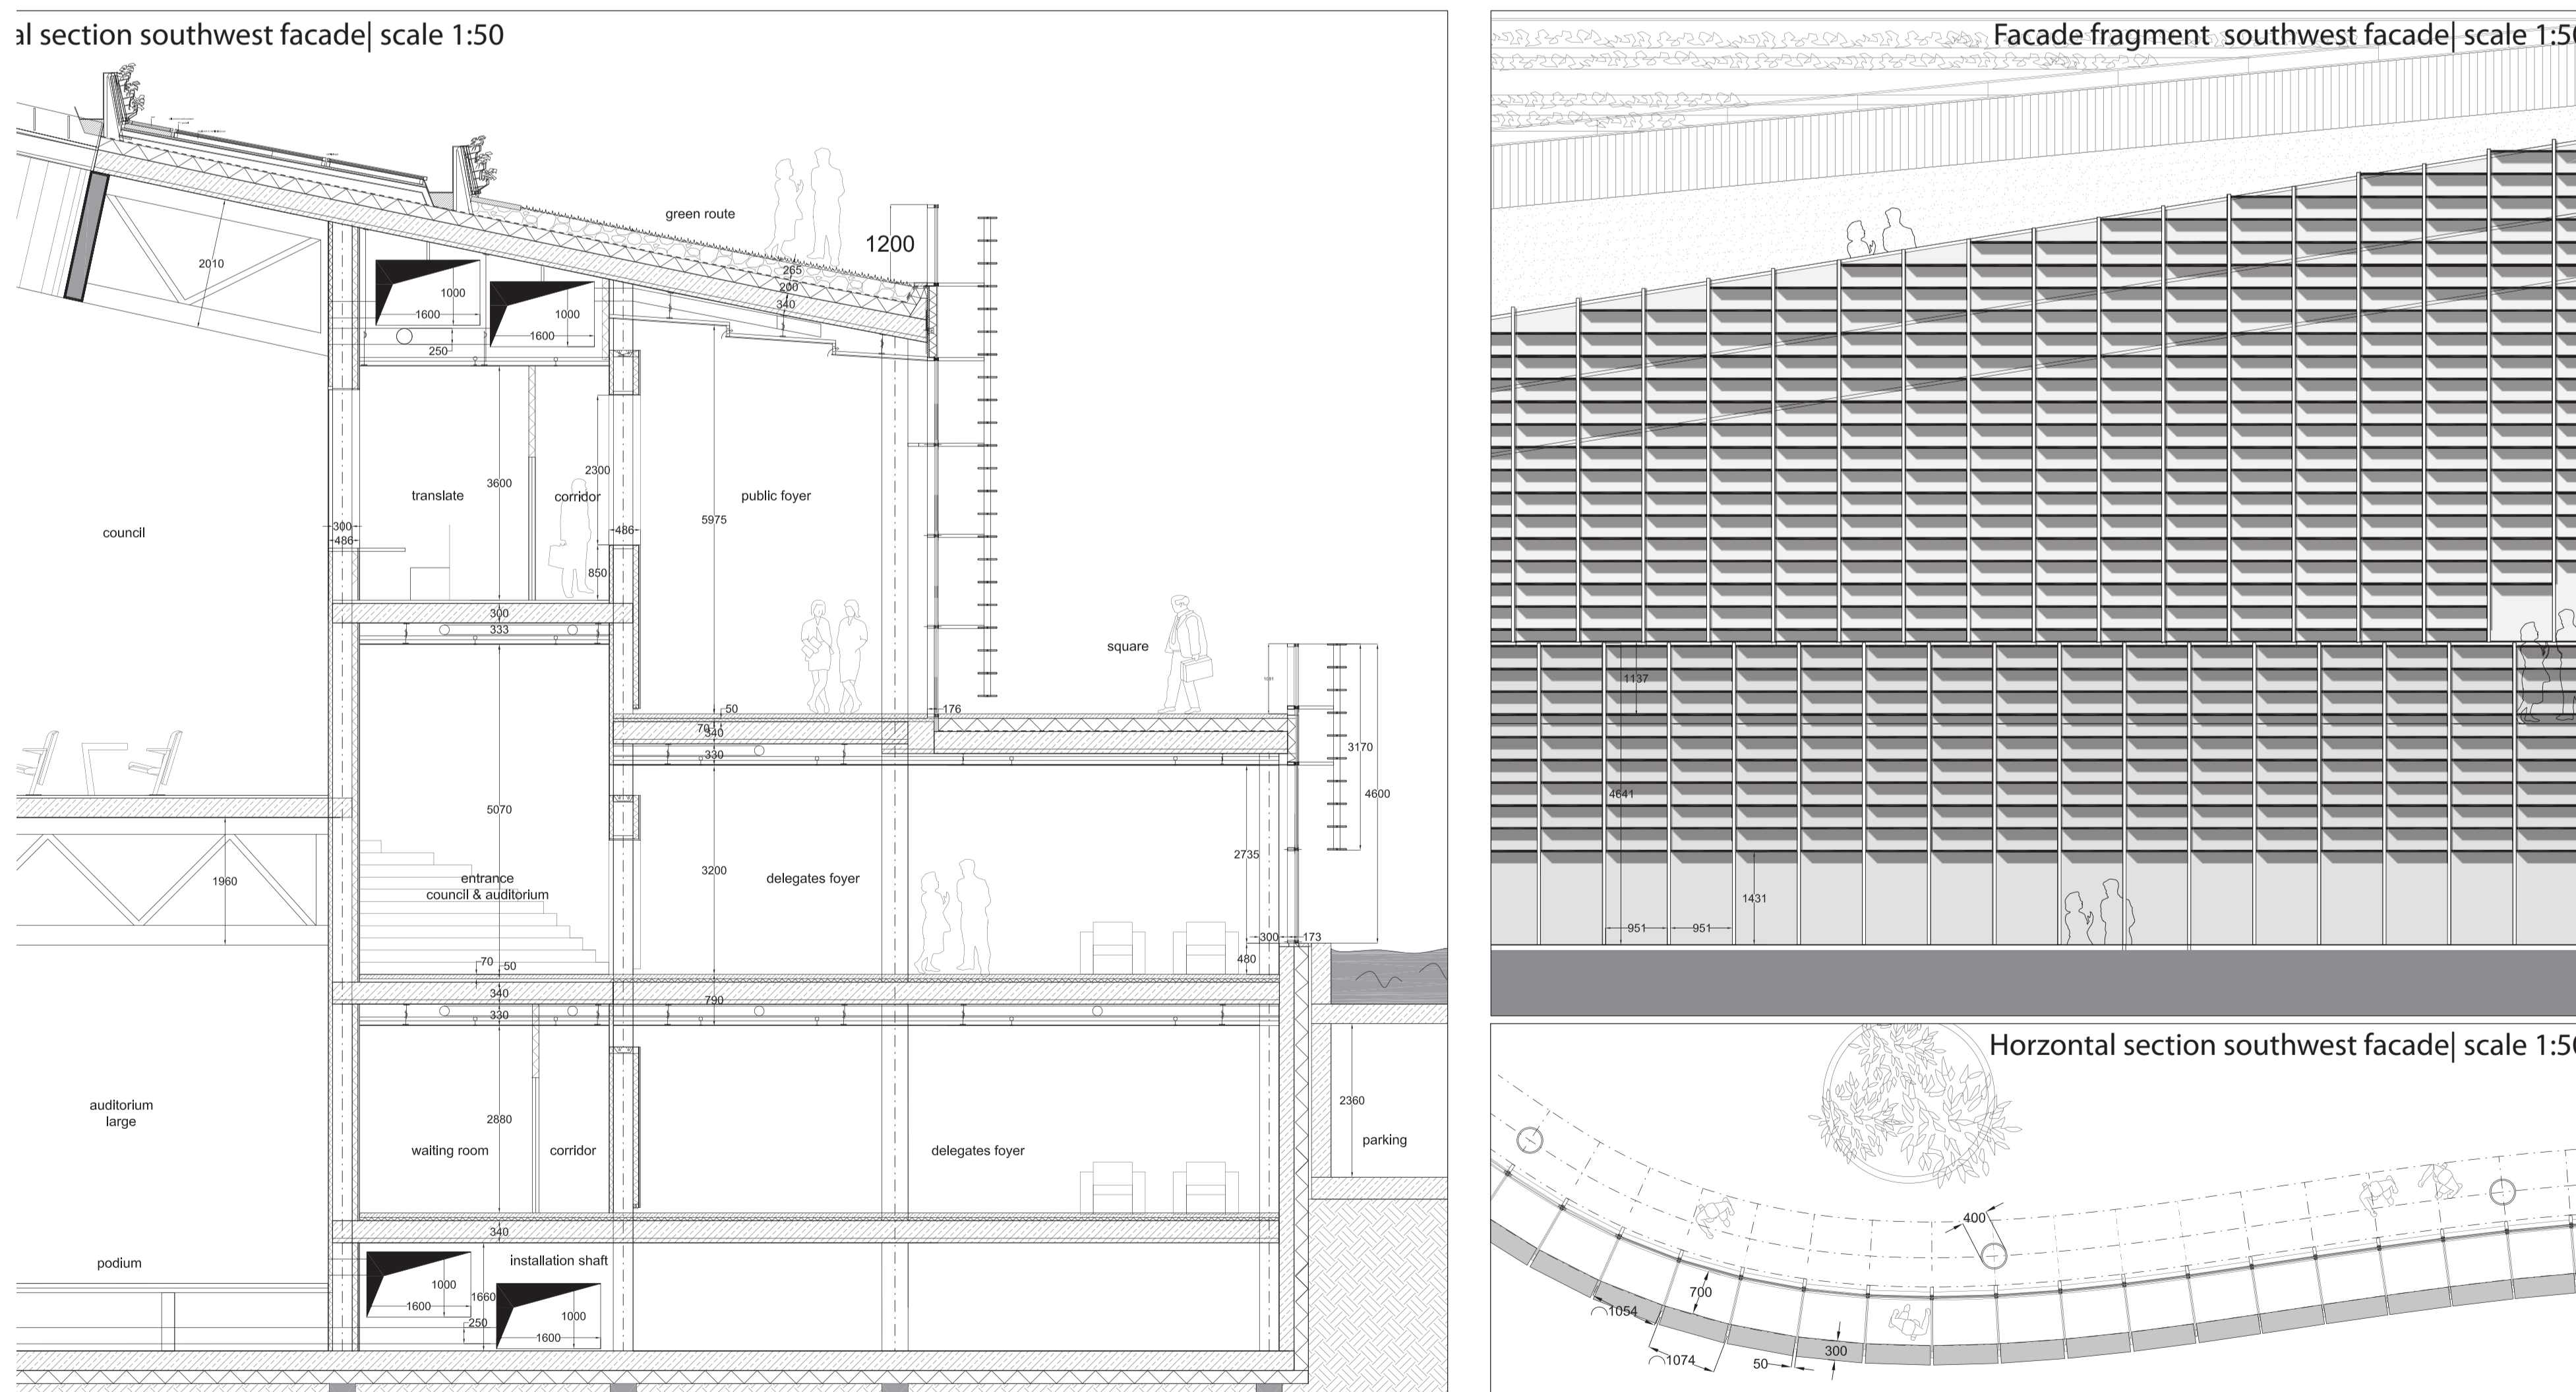 al section southwest facade| scale 1:50
green route
1200
2010
265
200
340
1000
1600
1000
1600
250
2300
translate
3600
corridor
public foyer
5975
council
300
486
486
850
300
333
square
50
176
70
340
330
3170
4600
5070
2735
1960
entrance
council & auditorium
3200
delegates foyer
300
173
480
70
50
340
790
330
auditorium
large
2880
2360
waiting room
corridor
delegates foyer
parking
340
podium
installation shaft
1000
1600
1660
250
1000
1600
Facade fragment southwest facade| scale 1:50
1137
4641
1431
951
951
Horzontal section southwest facade| scale 1:50
400
700
1054
1074
50
300